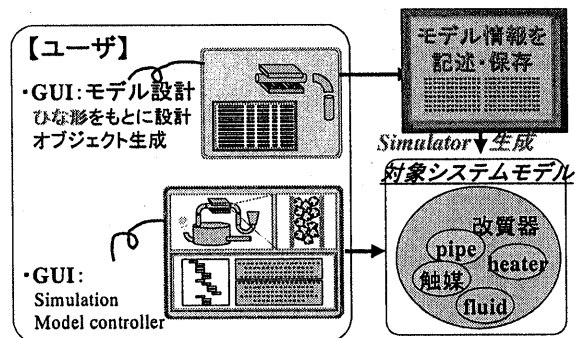 【ユーザ】
・GUI:モデル設計
ひな形をもとに設計
オブジェクト生成
・GUI:
Simulation
Model controller
モデル情報を
記述・保存
Simulator 生成
対象システムモデル
改質器
pipe
heater
触媒
fluid